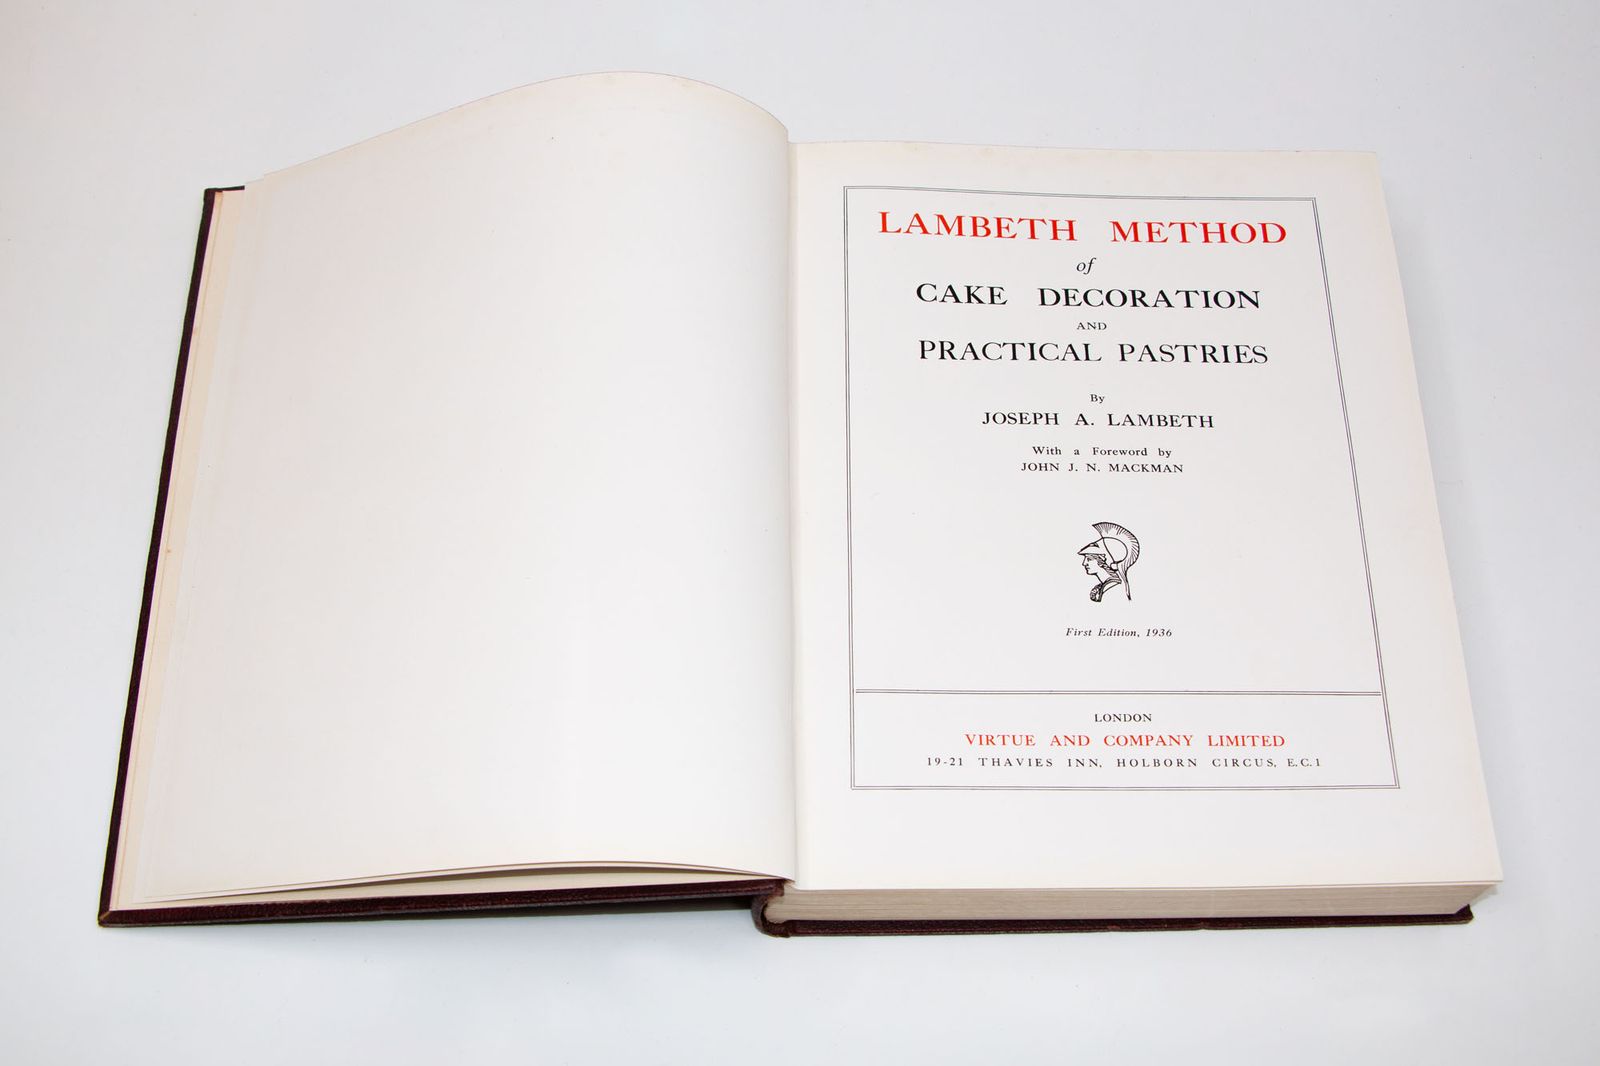 LAMBETH METHOD
of
CAKE DECORATION
AND
PRACTICAL PASTRIES
By
JOSEPH A. LAMBETH
With a Foreword by
JOHN J. N. MACKMAN
First Edition, 1936
LONDON
VIRTUE AND COMPANY LIMITED
19-21 THAVIES INN, HOLBORN CIRCUS, E.C.1